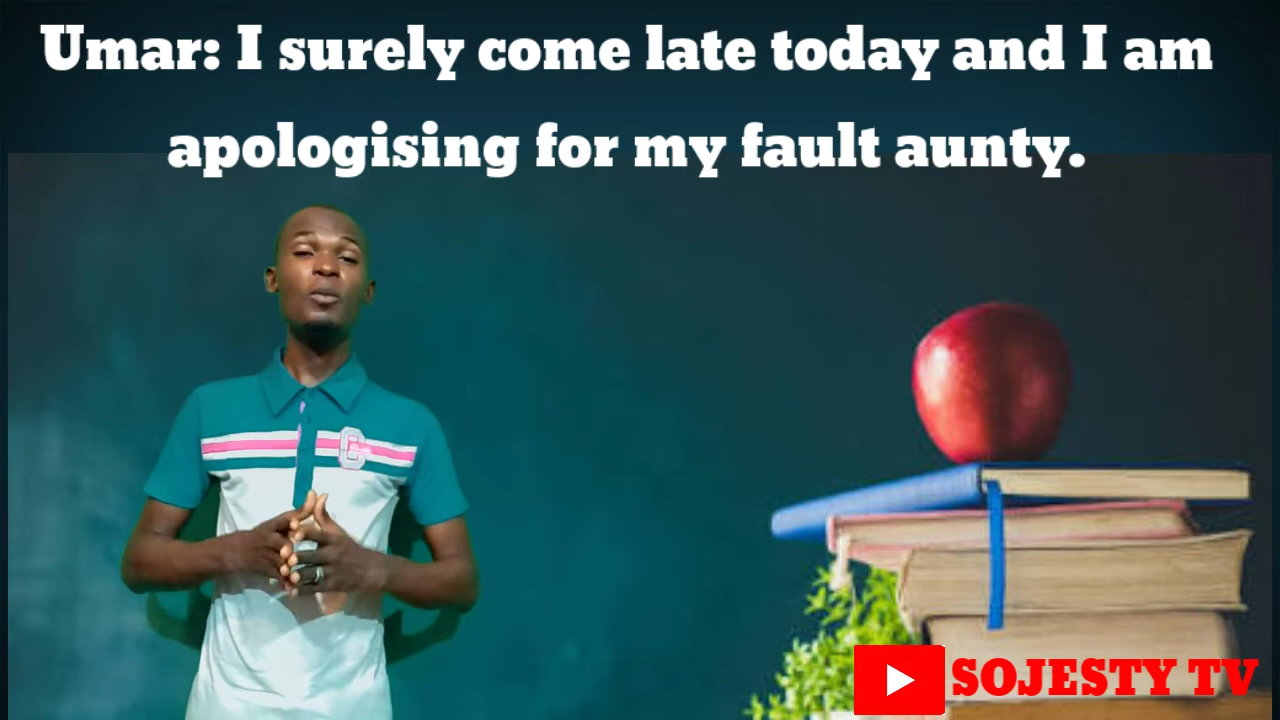 Umar: I surely come late today and I am
apologising for my fault aunty.
C
SOJESTY TV